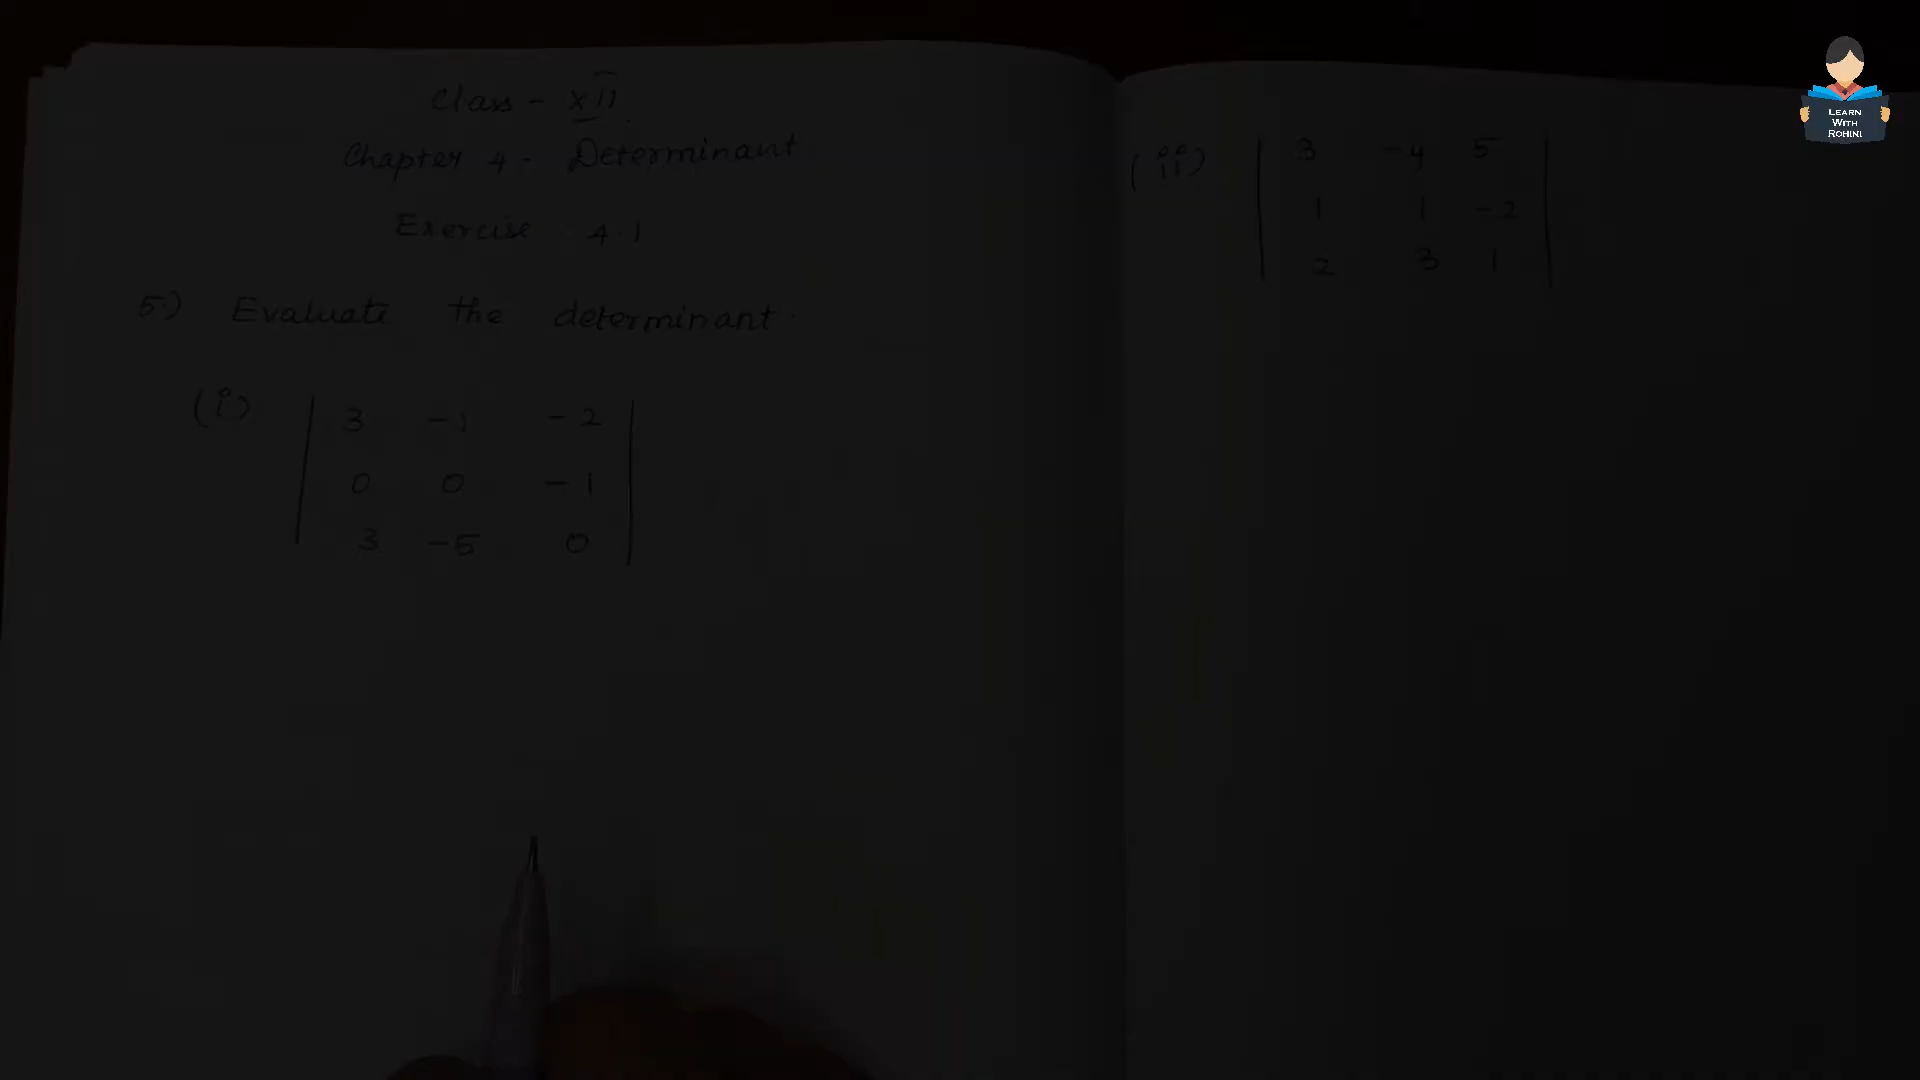 Class - XII
Chapter 4 - Determinant
Exercise : 4.1
5.) Evaluate the determinant.
(i) | 3 -1 -2 |
| 0 0 -1 |
| 3 -5 0 |
(ii) | 3 -4 5 |
| 1 1 -2 |
| 2 3 1 |
LEARN
WITH
ROHINI